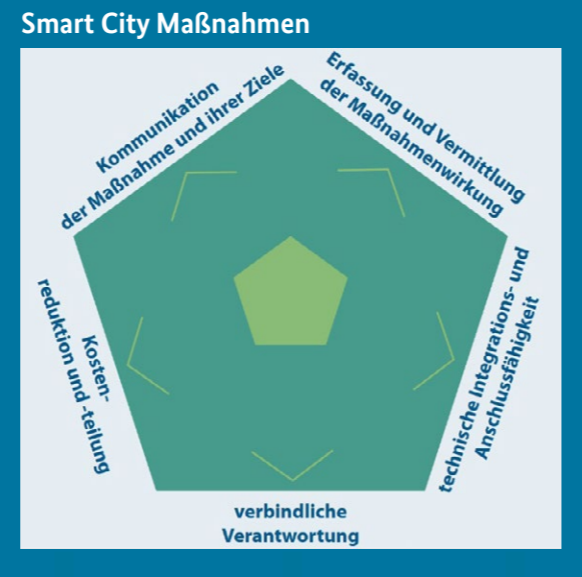 Smart City Maßnahmen
Kommunikation
der Maßnahme und ihrer Ziele
Erfassung und Vermittlung
der Maßnahmenwirkung
technische Integrations- und
Anschlussfähigkeit
verbindliche
Verantwortung
Kosten-
reduktion und -teilung